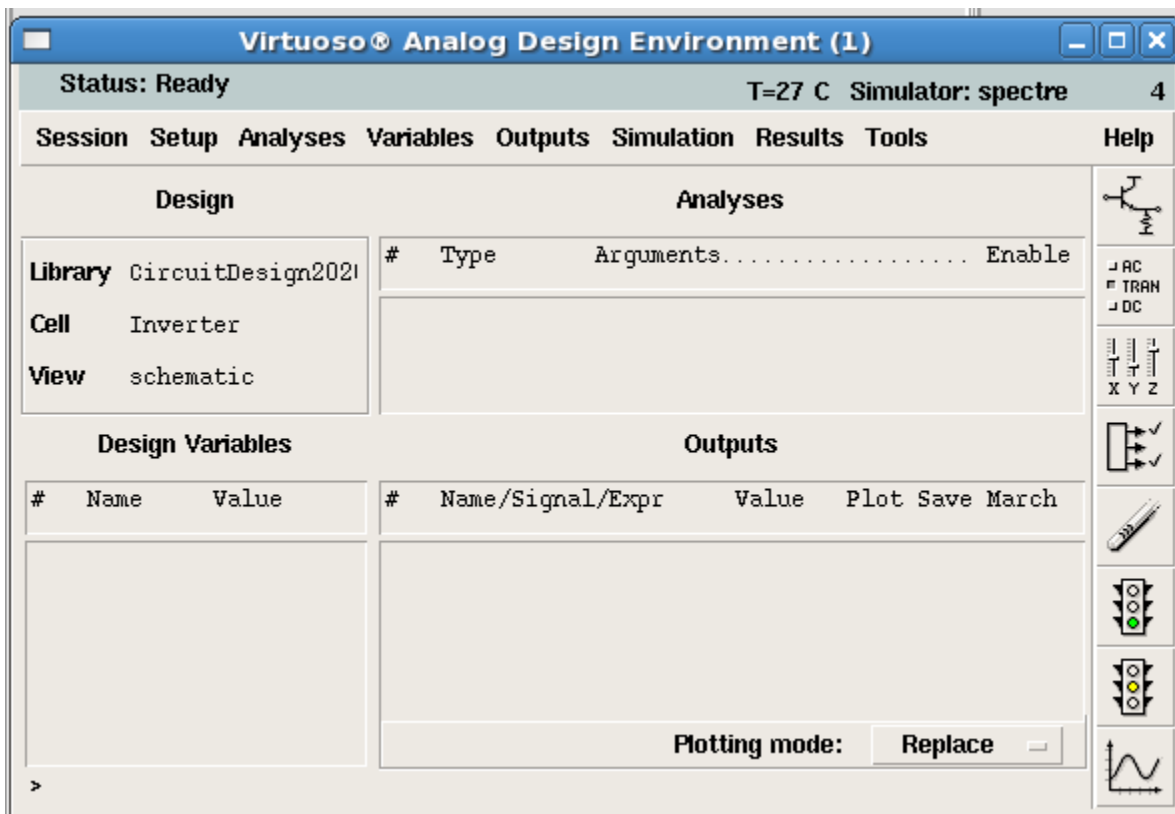 Virtuoso® Analog Design Environment (1)
Status: Ready T=27 C Simulator: spectre 4
Session Setup Analyses Variables Outputs Simulation Results Tools Help
Design
Library CircuitDesign202
Cell Inverter
View schematic
Analyses
# Type Arguments................... Enable
Design Variables
# Name Value
Outputs
# Name/Signal/Expr Value Plot Save March
Plotting mode: Replace
>
AC
TRAN
DC
X Y Z